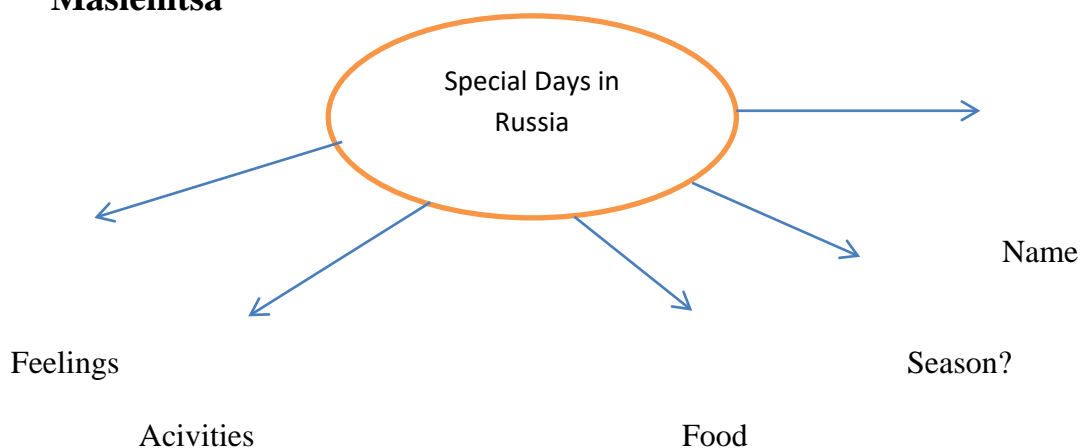 Maslenitsa
Special Days in
Russia
Name
Feelings
Season?
Acivities
Food